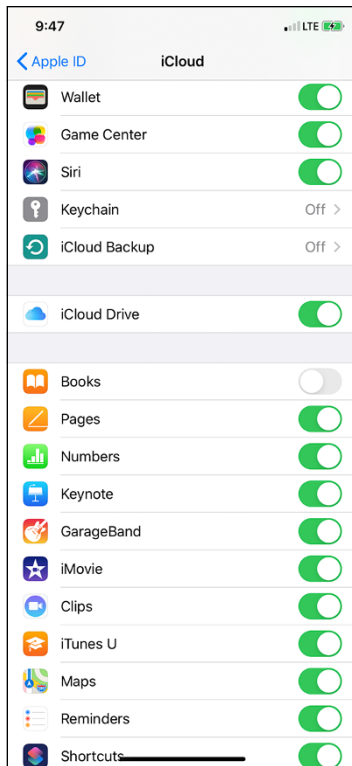 9:47 LTE
Apple ID iCloud
Wallet
Game Center
Siri
Keychain Off
iCloud Backup Off
iCloud Drive
Books
Pages
Numbers
Keynote
GarageBand
iMovie
Clips
iTunes U
Maps
Reminders
Shortcuts